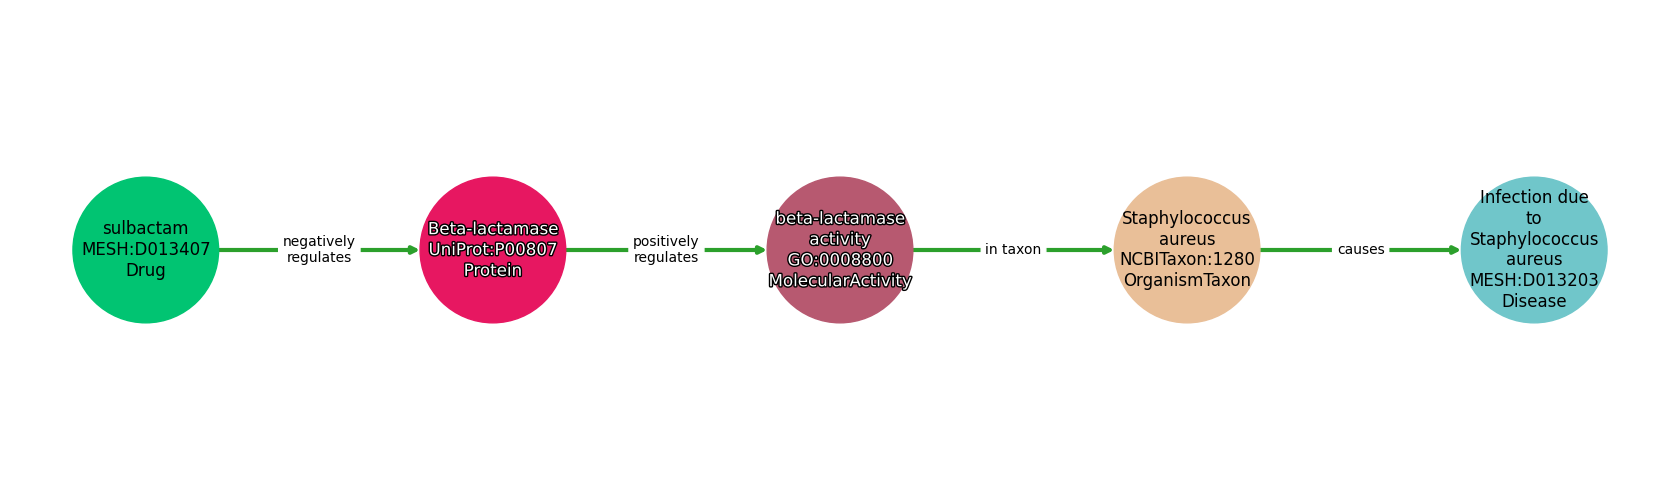 sulbactam
MESH:D013407
Drug
negatively
regulates
Beta-lactamase
UniProt:P00807
Protein
positively
regulates
beta-lactamase
activity
GO:0008800
MolecularActivity
in taxon
Staphylococcus
aureus
NCBITaxon:1280
OrganismTaxon
causes
Infection due
to
Staphylococcus
aureus
MESH:D013203
Disease